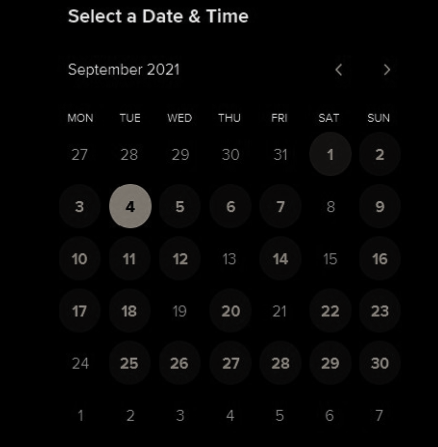 Select a Date & Time
September 2021
MON TUE WED THU FRI SAT SUN
27 28 29 30 31 1 2
3 4 5 6 7 8 9
10 11 12 13 14 15 16
17 18 19 20 21 22 23
24 25 26 27 28 29 30
1 2 3 4 5 6 7